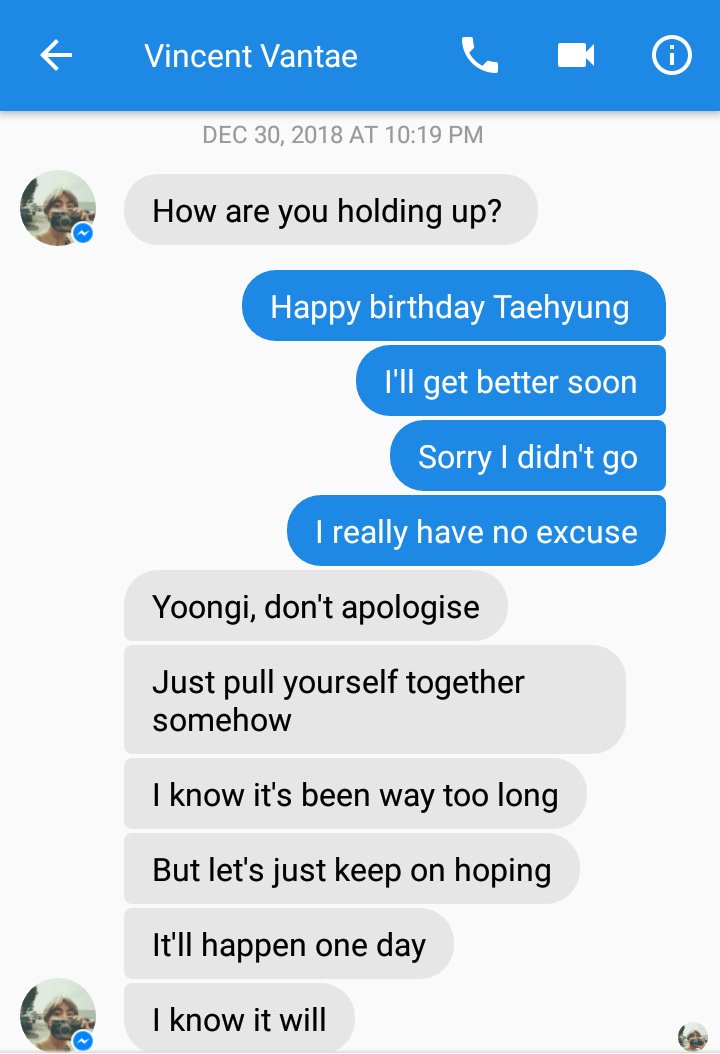 Vincent Vantae
DEC 30, 2018 AT 10:19 PM
How are you holding up?
Happy birthday Taehyung
I'll get better soon
Sorry I didn't go
I really have no excuse
Yoongi, don't apologise
Just pull yourself together
somehow
I know it's been way too long
But let's just keep on hoping
It'll happen one day
I know it will